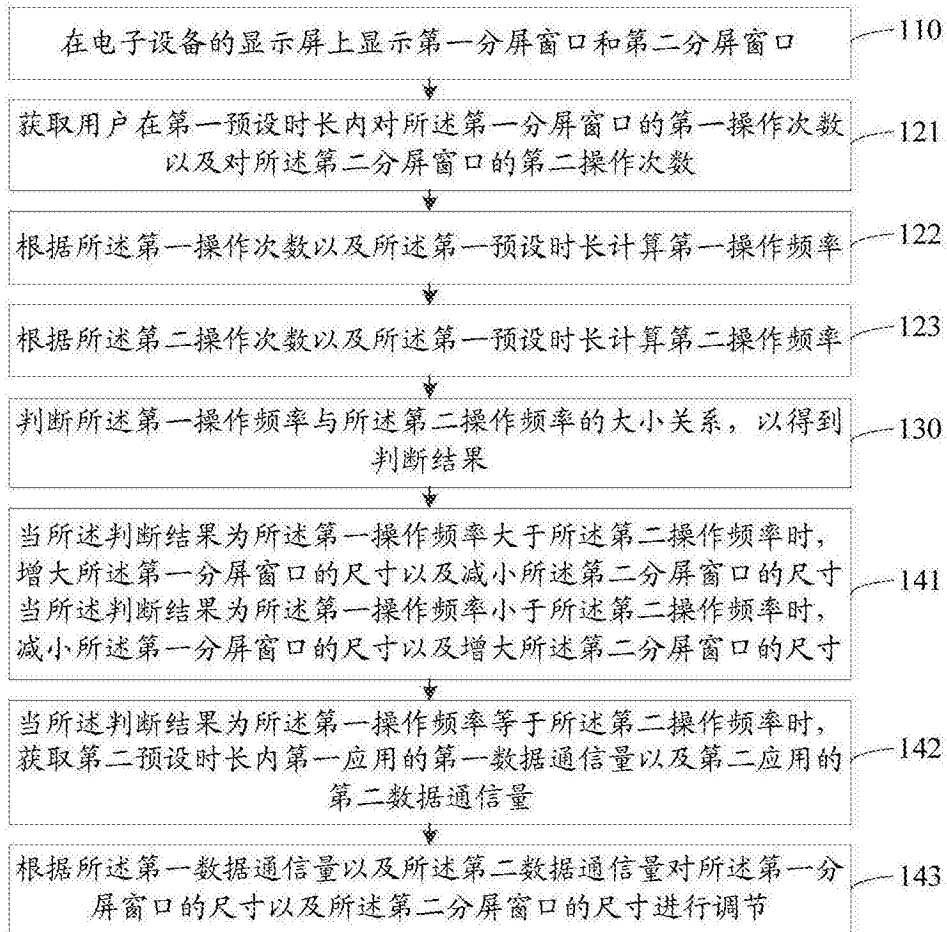 在电子设备的显示屏上显示第一分屏窗口和第二分屏窗口
110
获取用户在第一预设时长内对所述第一分屏窗口的第一操作次数
以及对所述第二分屏窗口的第二操作次数
121
根据所述第一操作次数以及所述第一预设时长计算第一操作频率
122
根据所述第二操作次数以及所述第一预设时长计算第二操作频率
123
判断所述第一操作频率与所述第二操作频率的大小关系，以得到
判断结果
130
当所述判断结果为所述第一操作频率大于所述第二操作频率时，
增大所述第一分屏窗口的尺寸以及减小所述第二分屏窗口的尺寸
当所述判断结果为所述第一操作频率小于所述第二操作频率时，
减小所述第一分屏窗口的尺寸以及增大所述第二分屏窗口的尺寸
141
当所述判断结果为所述第一操作频率等于所述第二操作频率时，
获取第二预设时长内第一应用的第一数据通信量以及第二应用的
第二数据通信量
142
根据所述第一数据通信量以及所述第二数据通信量对所述第一分
屏窗口的尺寸以及所述第二分屏窗口的尺寸进行调节
143